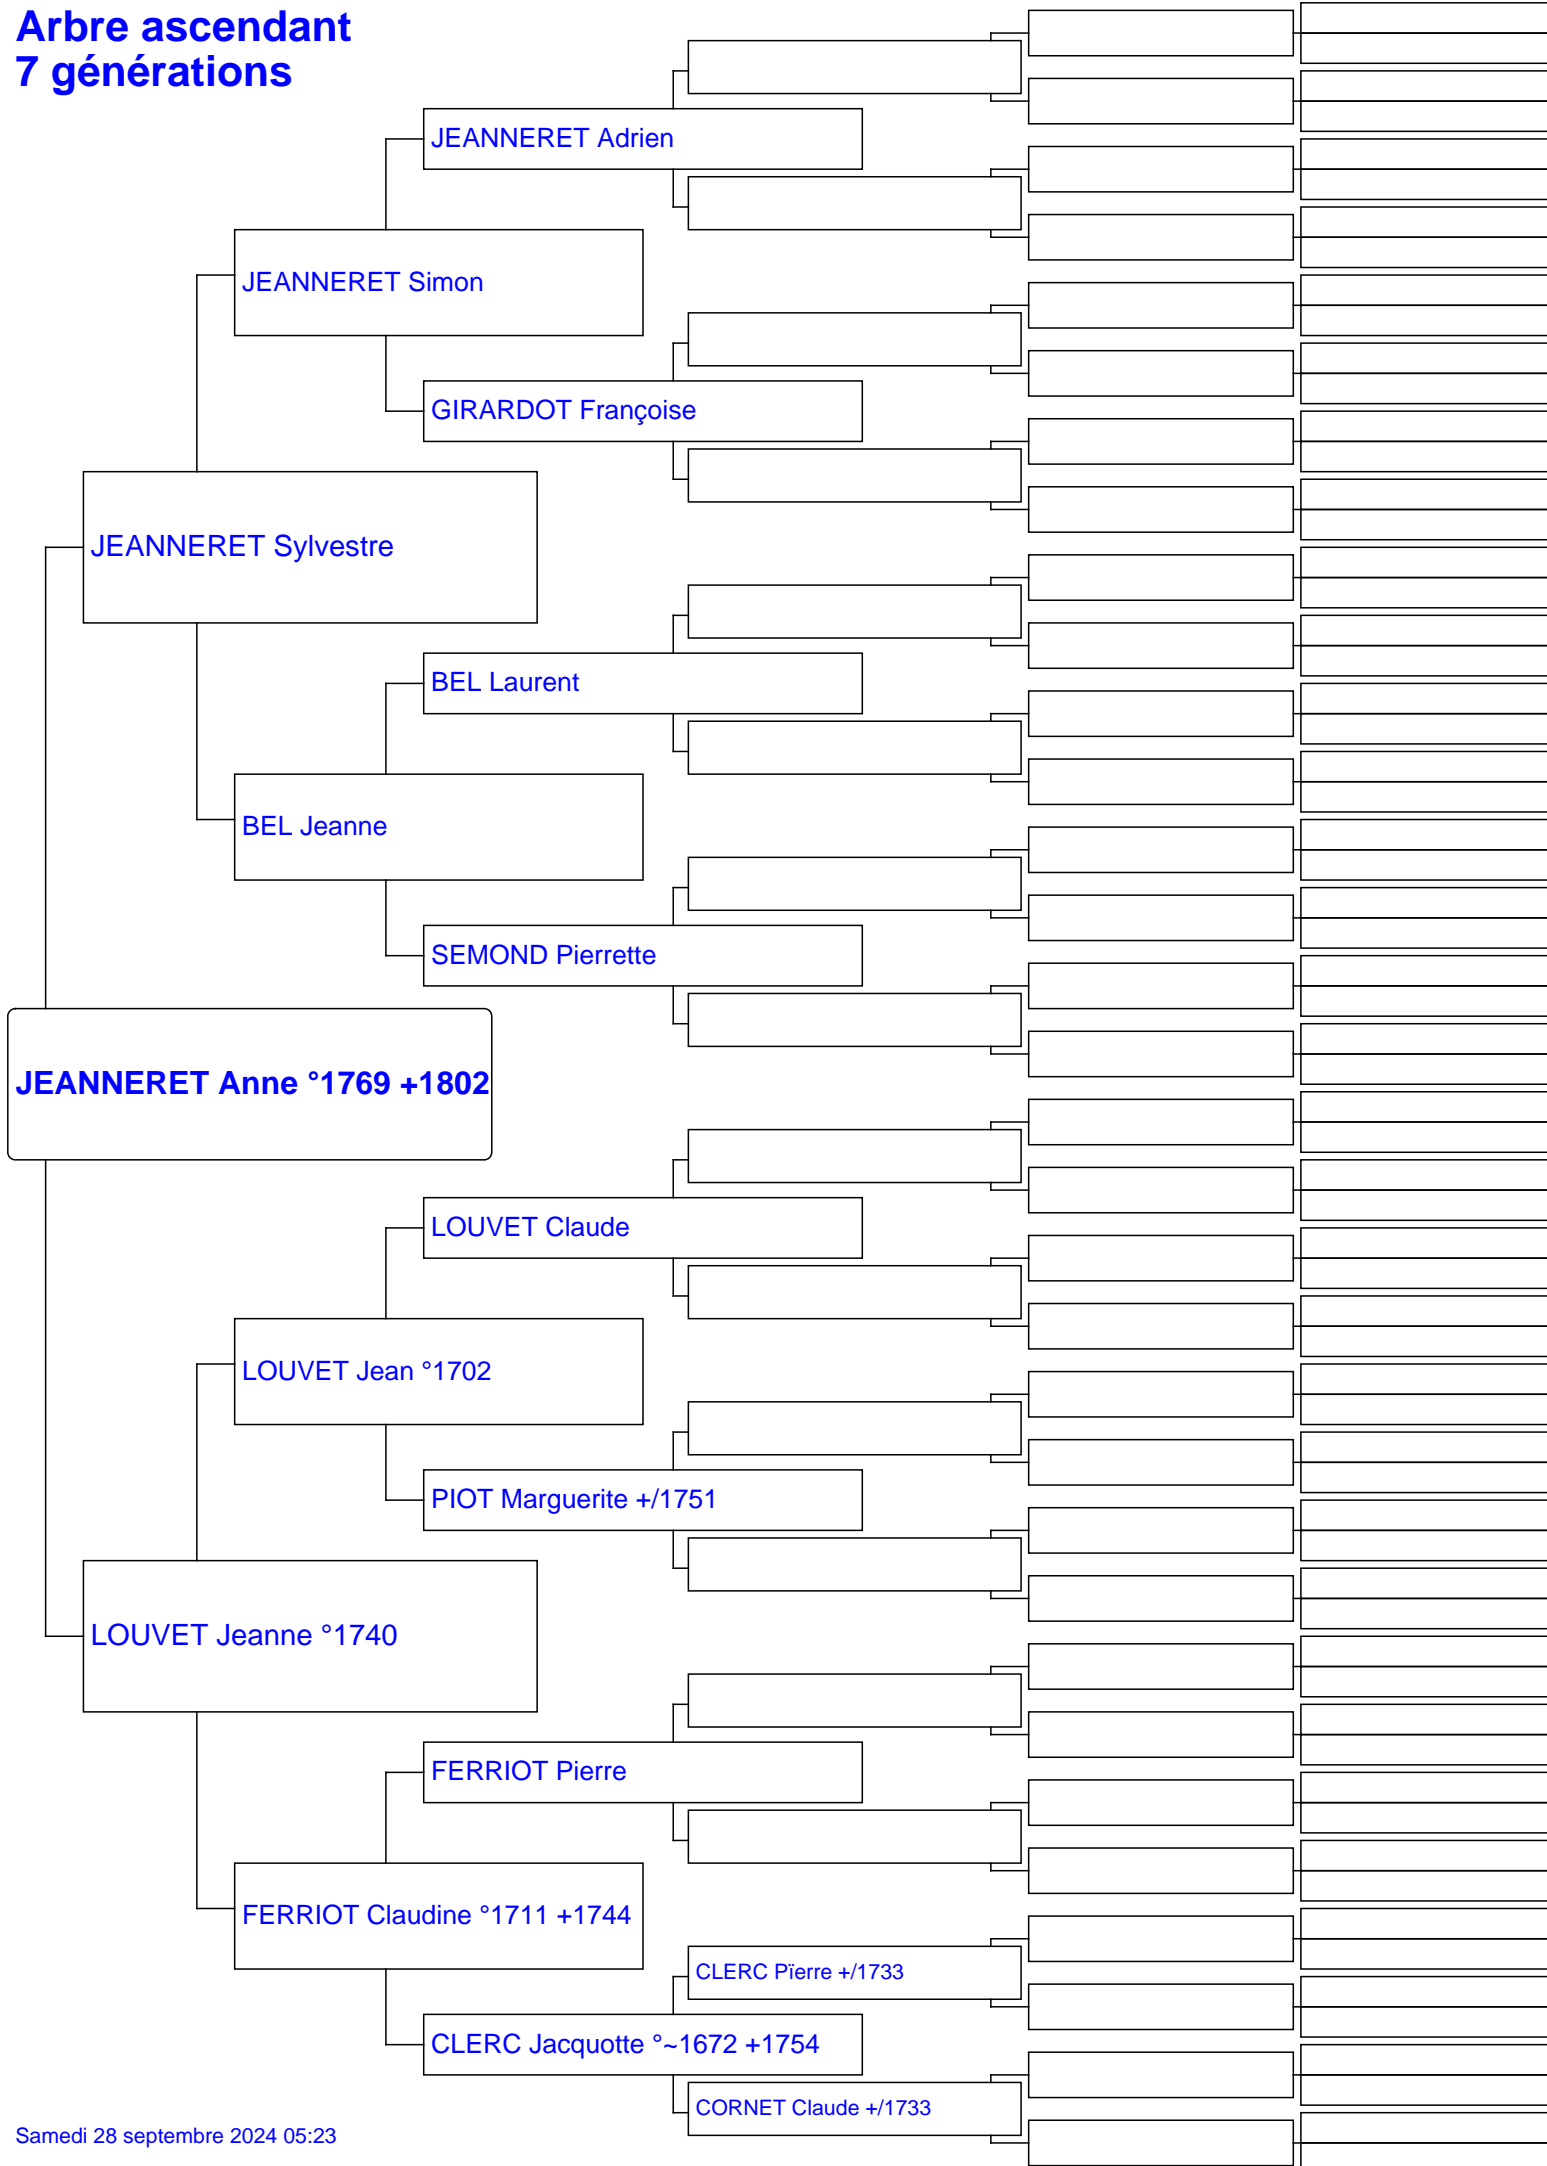 Arbre ascendant
7 générations
JEANNERET Adrien
JEANNERET Simon
GIRARDOT Françoise
JEANNERET Sylvestre
BEL Laurent
BEL Jeanne
SEMOND Pierrette
JEANNERET Anne °1769 +1802
LOUVET Claude
LOUVET Jean °1702
PIOT Marguerite +/1751
LOUVET Jeanne °1740
FERRIOT Pierre
FERRIOT Claudine °1711 +1744
CLERC Pïerre +/1733
CLERC Jacquotte °~1672 +1754
CORNET Claude +/1733
Samedi 28 septembre 2024 05:23